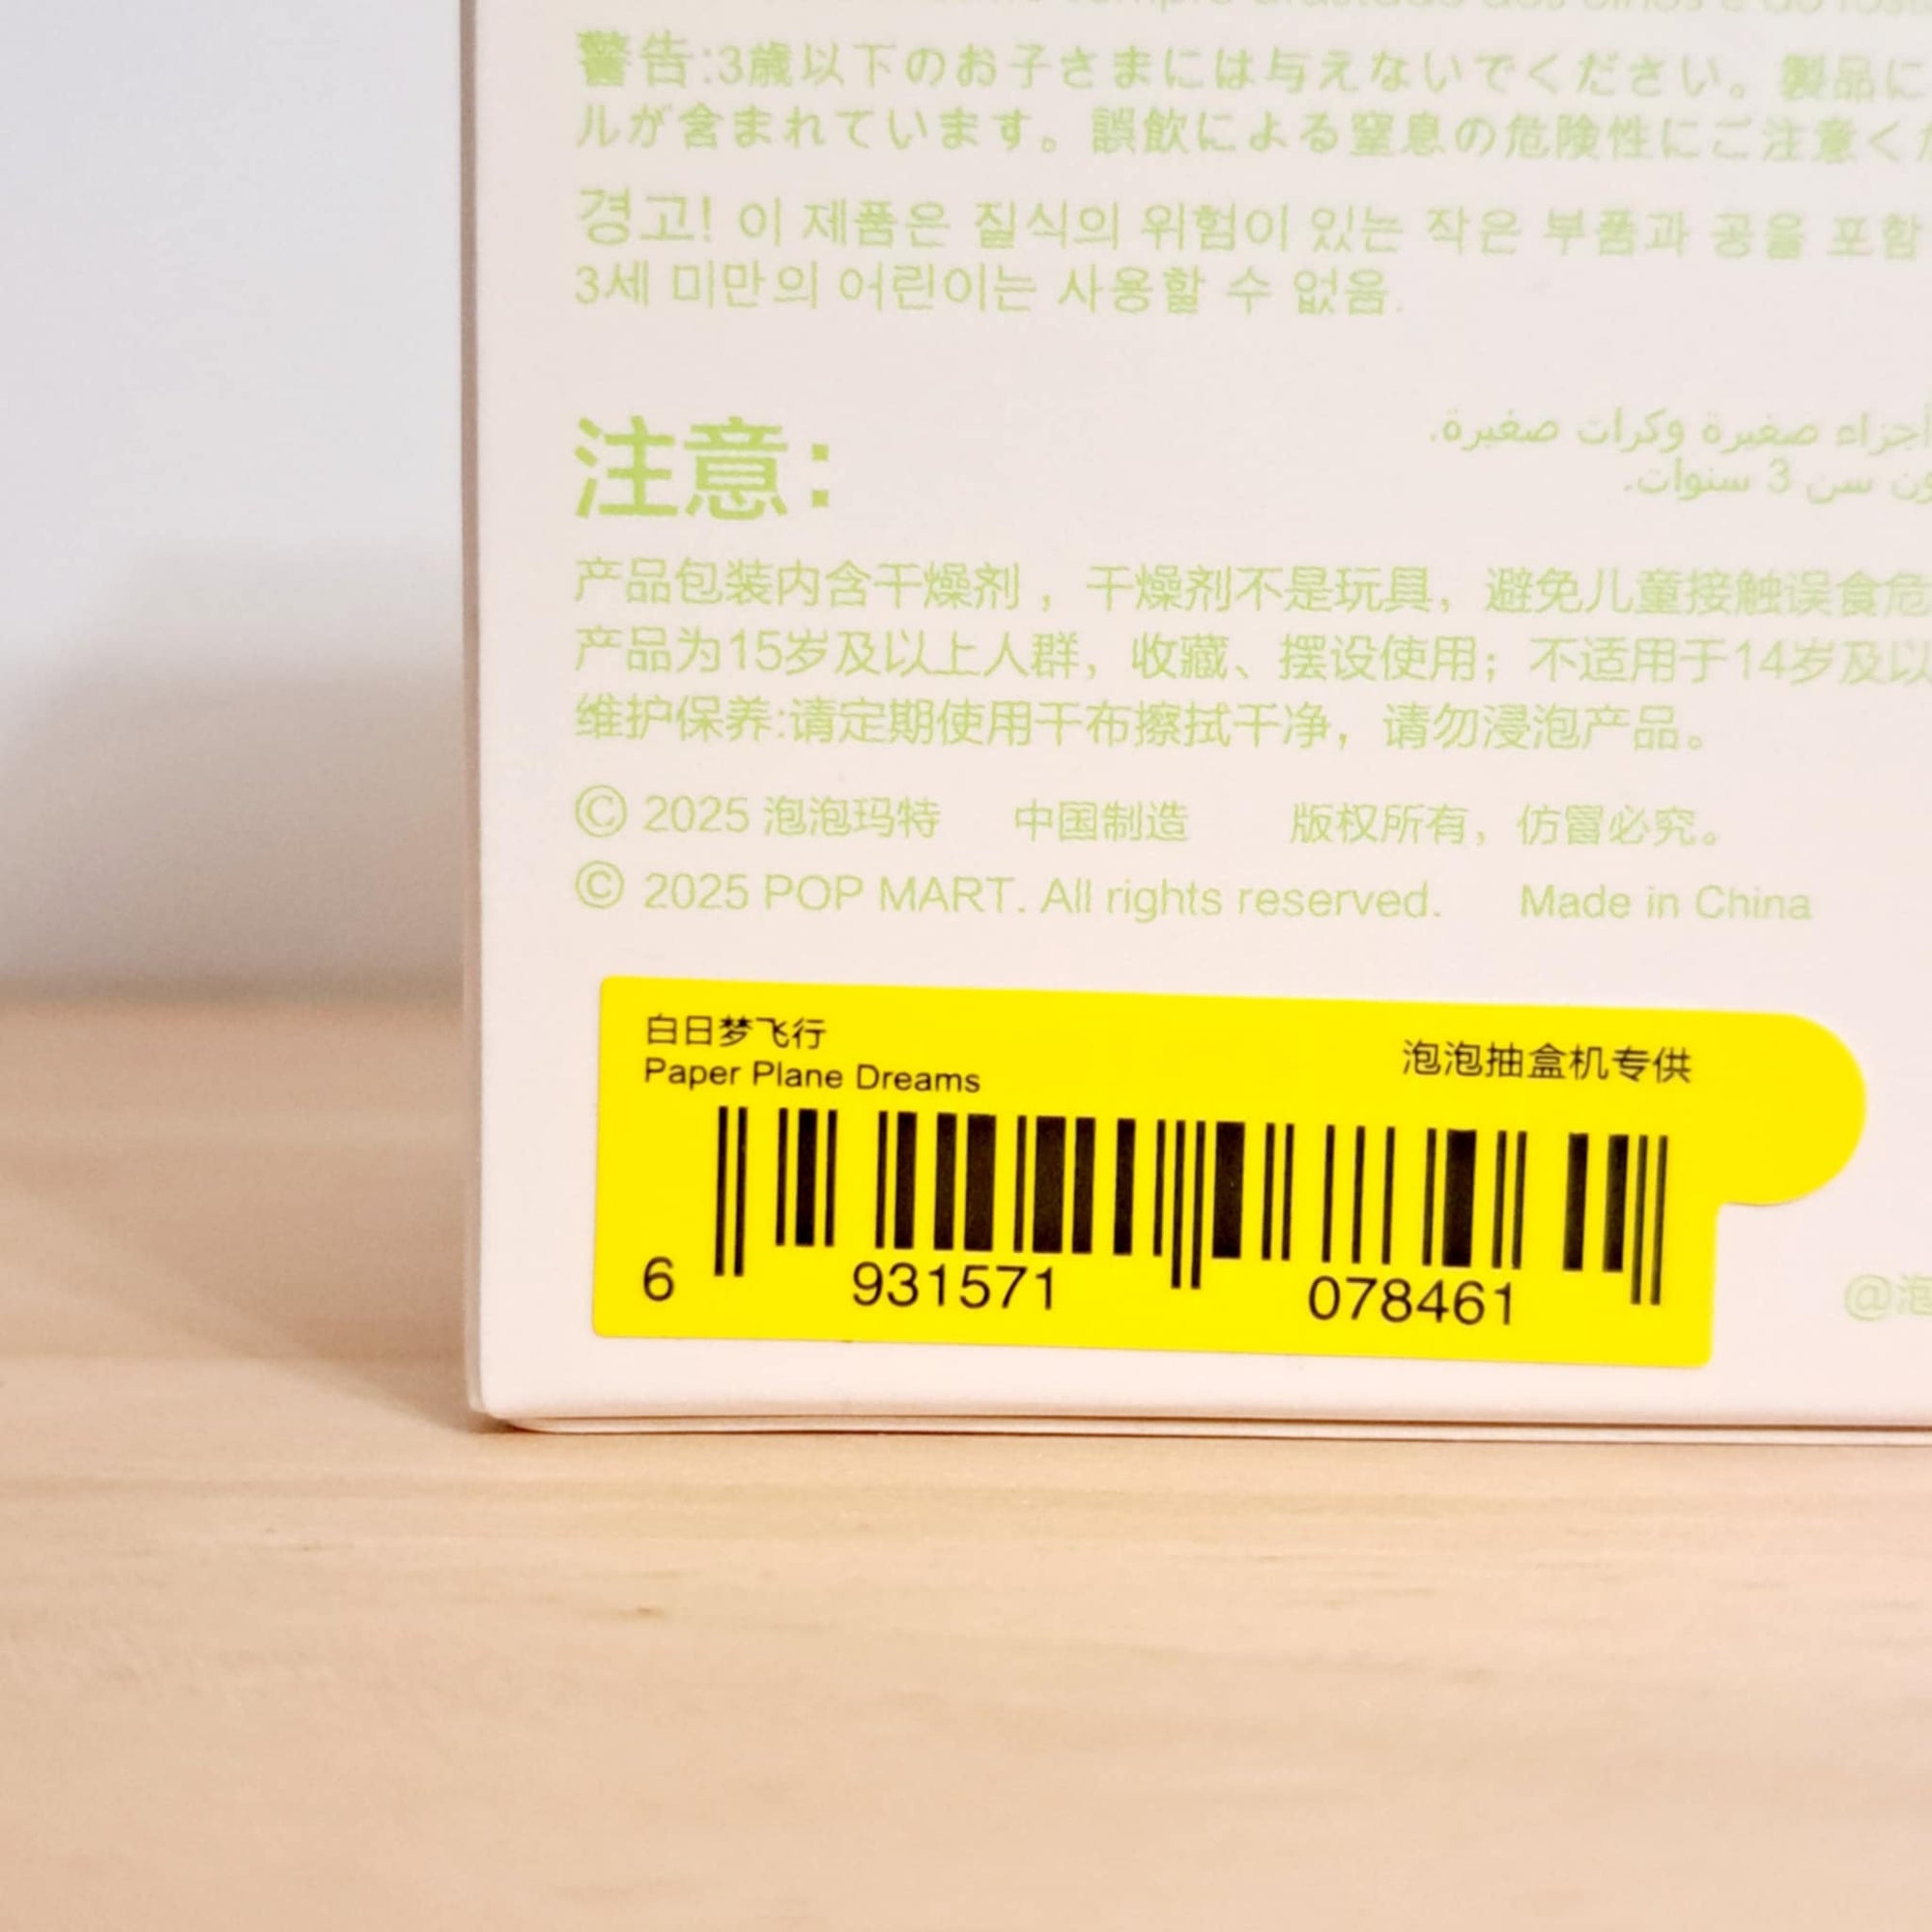 警告:3歳以下のお子さまには与えないでください。製品に
ルが含まれています。誤飲による窒息の危険性にご注意く
경고! 이 제품은 질식의 위험이 있는 작은 부품과 공을 포함
3세 미만의 어린이는 사용할 수 없음.
أجزاء صغيرة وكرات صغيرة.
سن 3 سنوات.
注意:
产品包装内含干燥剂，干燥剂不是玩具，避免儿童接触误食危
产品为15岁及以上人群，收藏、摆设使用；不适用于14岁及以
维护保养:请定期使用干布擦拭干净，请勿浸泡产品。
© 2025 泡泡玛特 中国制造 版权所有，仿冒必究。
© 2025 POP MART. All rights reserved. Made in China
白日梦飞行
Paper Plane Dreams
泡泡抽盒机专供
6 931571 078461
@泡